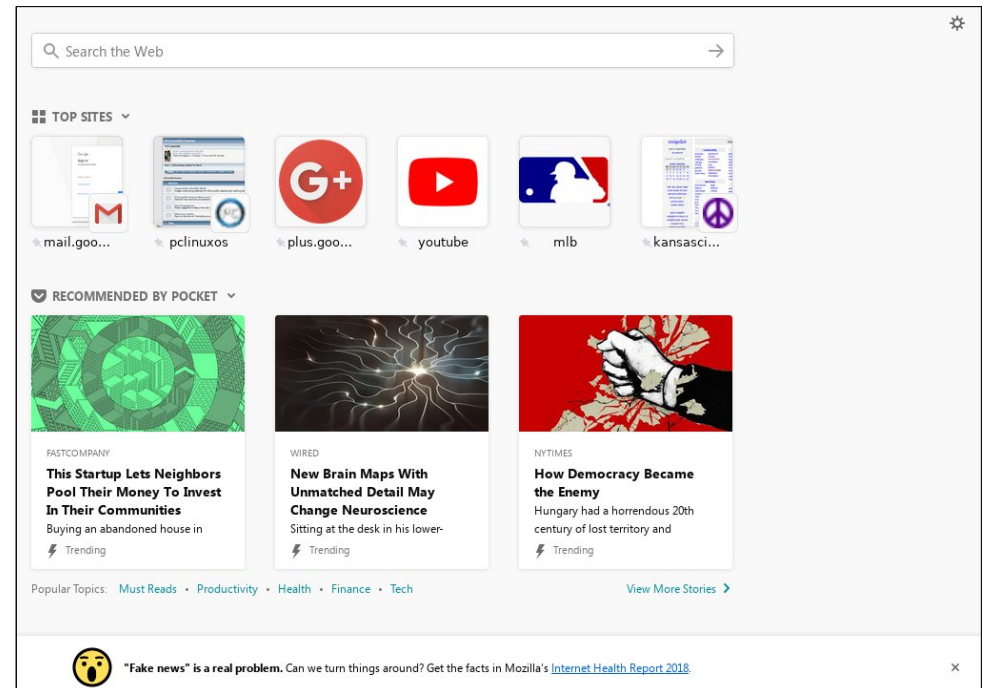 Search the Web
TOP SITES
G+
mail.goo...
pclinuxos
plus.goo...
youtube
mlb
kansasci...
RECOMMENDED BY POCKET
FASTCOMPANY
This Startup Lets Neighbors
Pool Their Money To Invest
In Their Communities
Buying an abandoned house in
Trending
WIRED
New Brain Maps With
Unmatched Detail May
Change Neuroscience
Sitting at the desk in his lower-
Trending
NYTIMES
How Democracy Became
the Enemy
Hungary had a horrendous 20th
century of lost territory and
Trending
Popular Topics: Must Reads • Productivity • Health • Finance • Tech
View More Stories
"Fake news" is a real problem. Can we turn things around? Get the facts in Mozilla's Internet Health Report 2018.